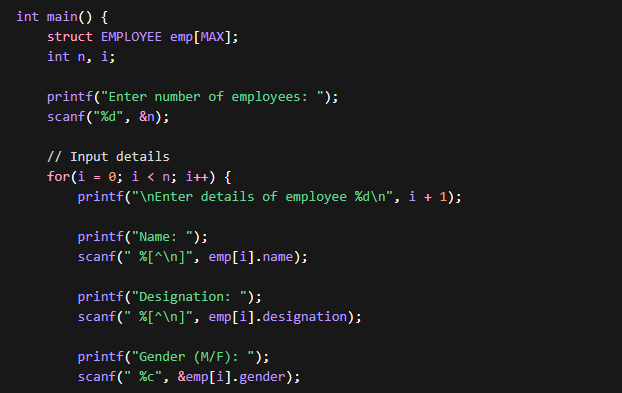 int main() {
    struct EMPLOYEE emp[MAX];
    int n, i;

    printf("Enter number of employees: ");
    scanf("%d", &n);

    // Input details
    for(i = 0; i < n; i++) {
        printf("\nEnter details of employee %d\n", i + 1);

        printf("Name: ");
        scanf(" %[^\n]", emp[i].name);

        printf("Designation: ");
        scanf(" %[^\n]", emp[i].designation);

        printf("Gender (M/F): ");
        scanf(" %c", &emp[i].gender);